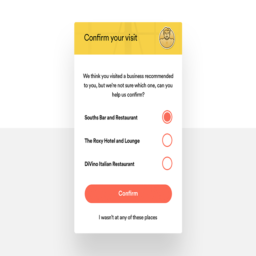 Confirm your visit
We think you visited a business recommended
to you, but we're not sure which one, can you
help us confirm?
Souths Bar and Restaurant
The Roxy Hotel and Lounge
DiVino Italian Restaurant
Confirm
I wasn't at any of these places